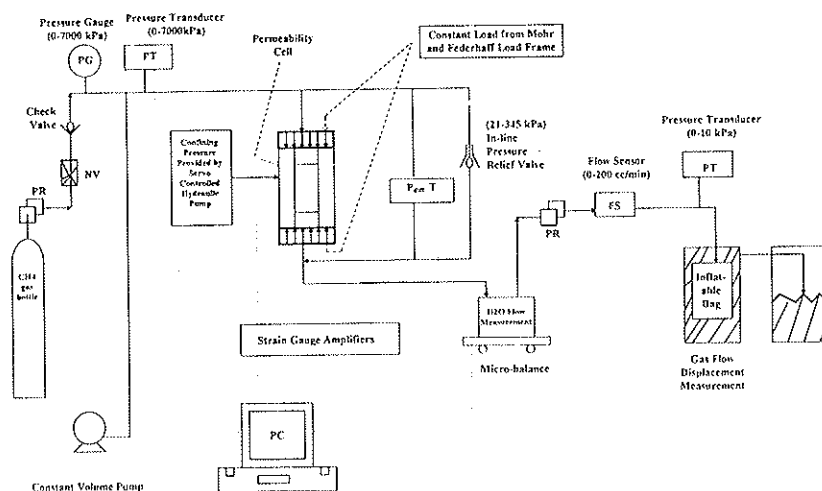 Pressure Gauge
(0-7000 kPa)
PG
Pressure Transducer
(0-7000kPa)
PT
Permeability
Cell
Constant Load from Mohr
and Federhaff Load Frame
Check
Valve
NV
PR
CH4
gas
bottle
Confining
Pressure
Provided by
Servo
Controlled
Hydraulic
Pump
(21-345 kPa)
In-line
Pressure
Relief Valve
Pressure Transducer
(0-10 kPa)
PT
Flow Sensor
(0-200 cc/min)
FS
PR
H2O Flow
Measurement
Micro-balance
Inflat-
able
Bag
Gas Flow
Displacement
Measurement
Strain Gauge Amplifiers
PC
Constant Volume Pump